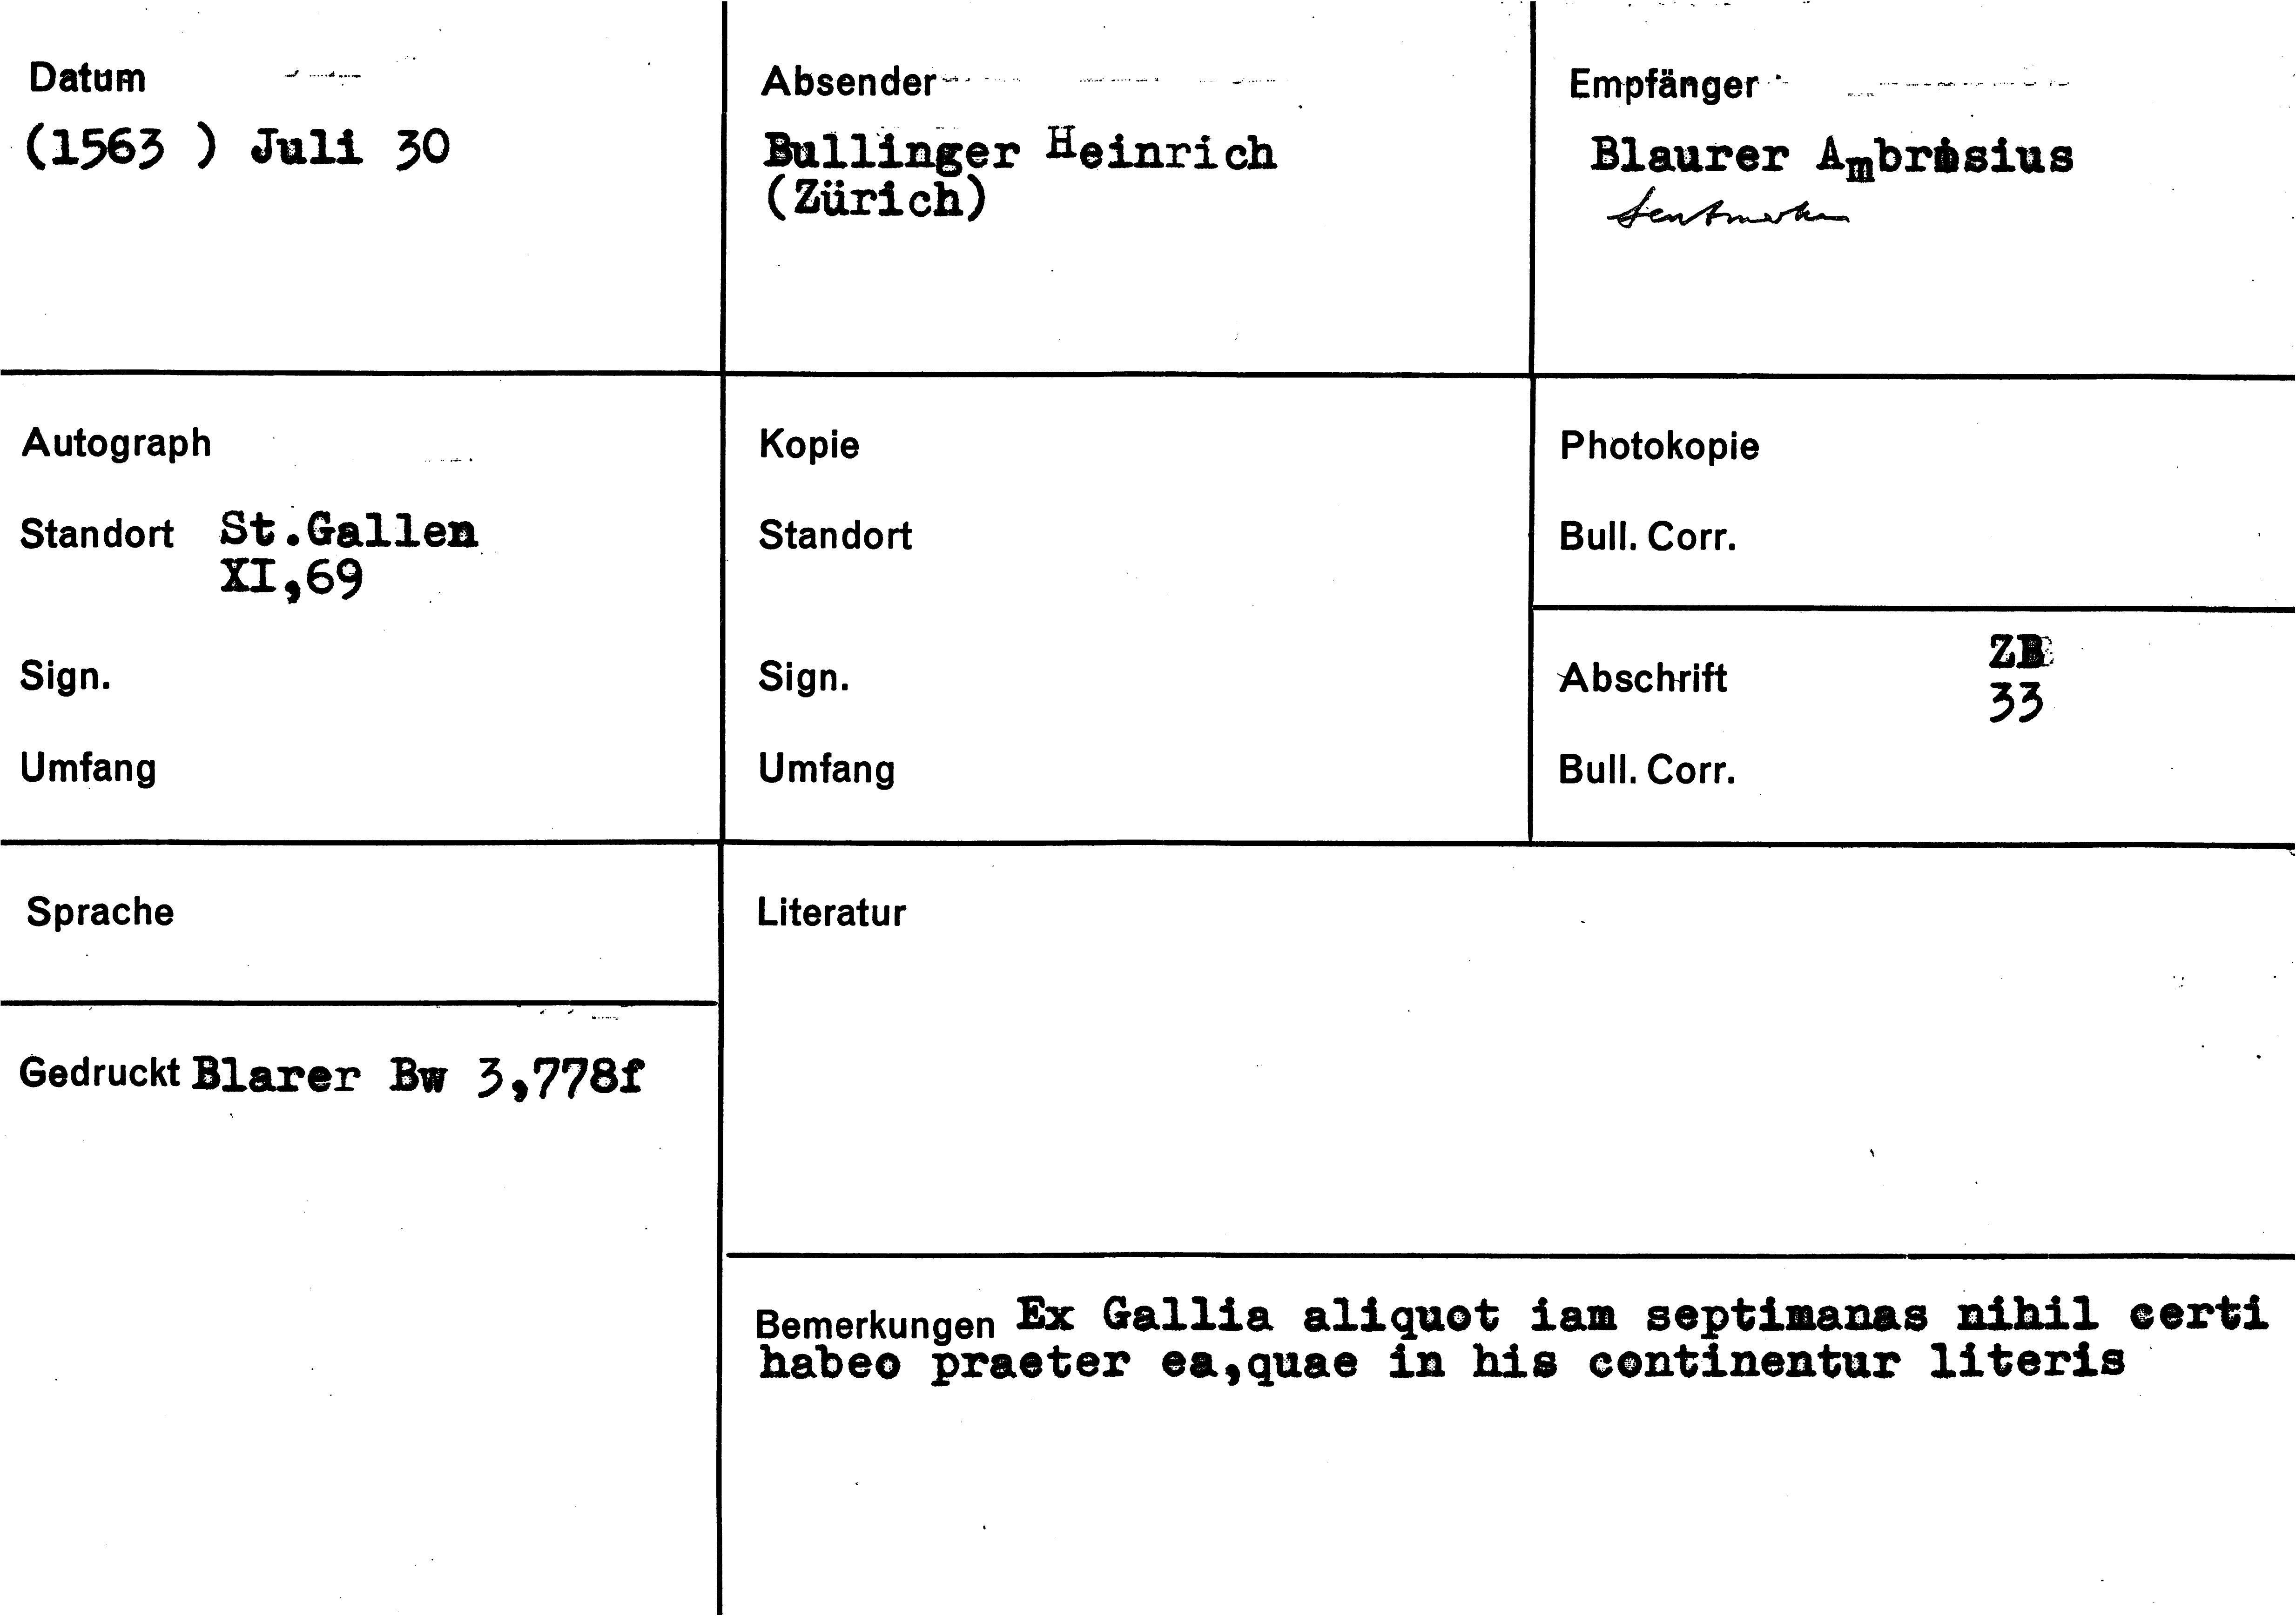 Datum
(1563 ) Juli 30
Absender
Bullinger Heinrich
(Zürich)
Empfänger
Blaurer Ambrosius
Autograph
Standort St.Gallen
XI,69
Sign.
Umfang
Kopie
Standort
Sign.
Umfang
Photokopie
Bull. Corr.
Abschrift ZB
33
Bull. Corr.
Sprache
Gedruckt Blarer Bw 3,778f
Literatur
Bemerkungen Ex Gallia aliquot iam septimanas nihil certi
habeo praeter ea,quae in his continentur literis